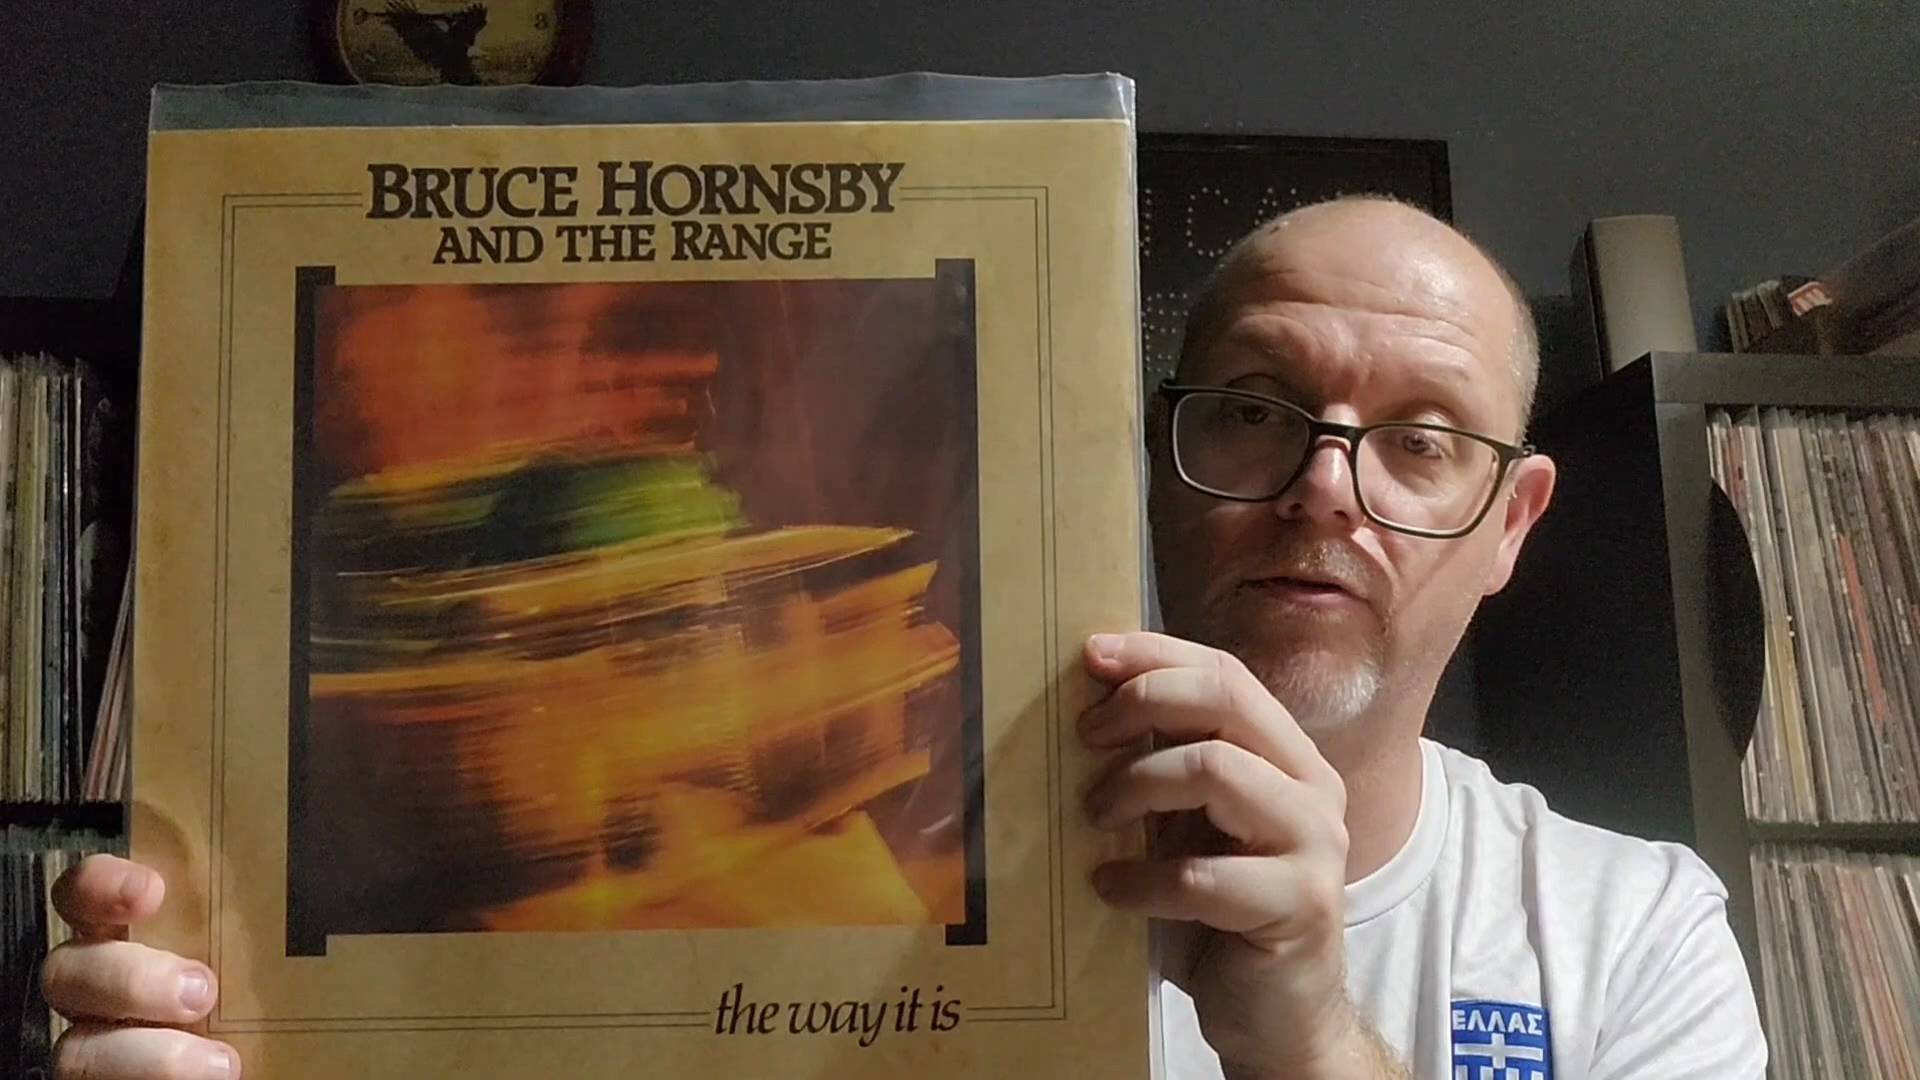 BRUCE HORNSBY
AND THE RANGE
the way it is
ΕΛΛΑΣ